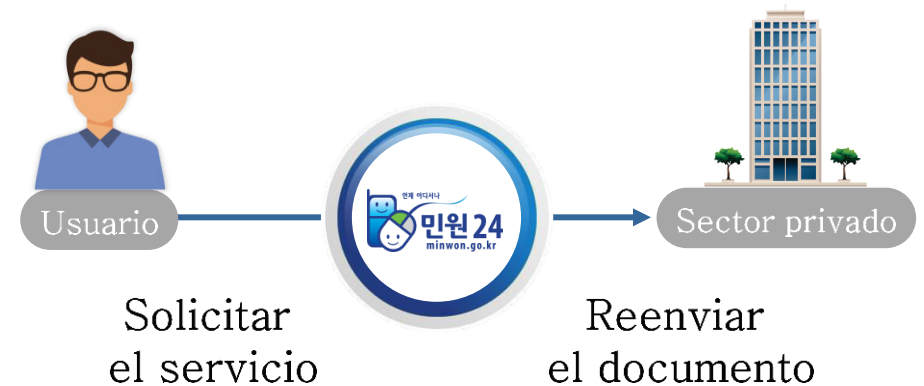 Usuario
언제 어디서나
민원24
minwon.go.kr
Sector privado
Solicitar
el servicio
Reenviar
el documento